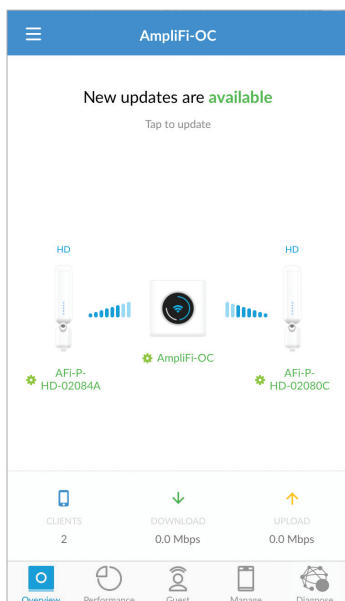 AmpliFi-OC
New updates are available
Tap to update
HD
HD
AmpliFi-OC
AFi-P-
HD-02084A
AFi-P-
HD-02080C
CLIENTS
DOWNLOAD
UPLOAD
2
0.0 Mbps
0.0 Mbps
Overview Performance Guest Manage Diagnose